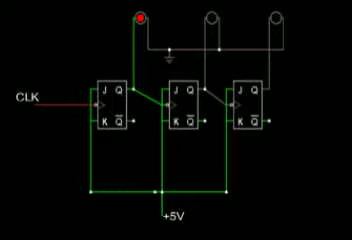 J Q J Q J Q
CLK
K Q̅ K Q̅ K Q̅
+5V